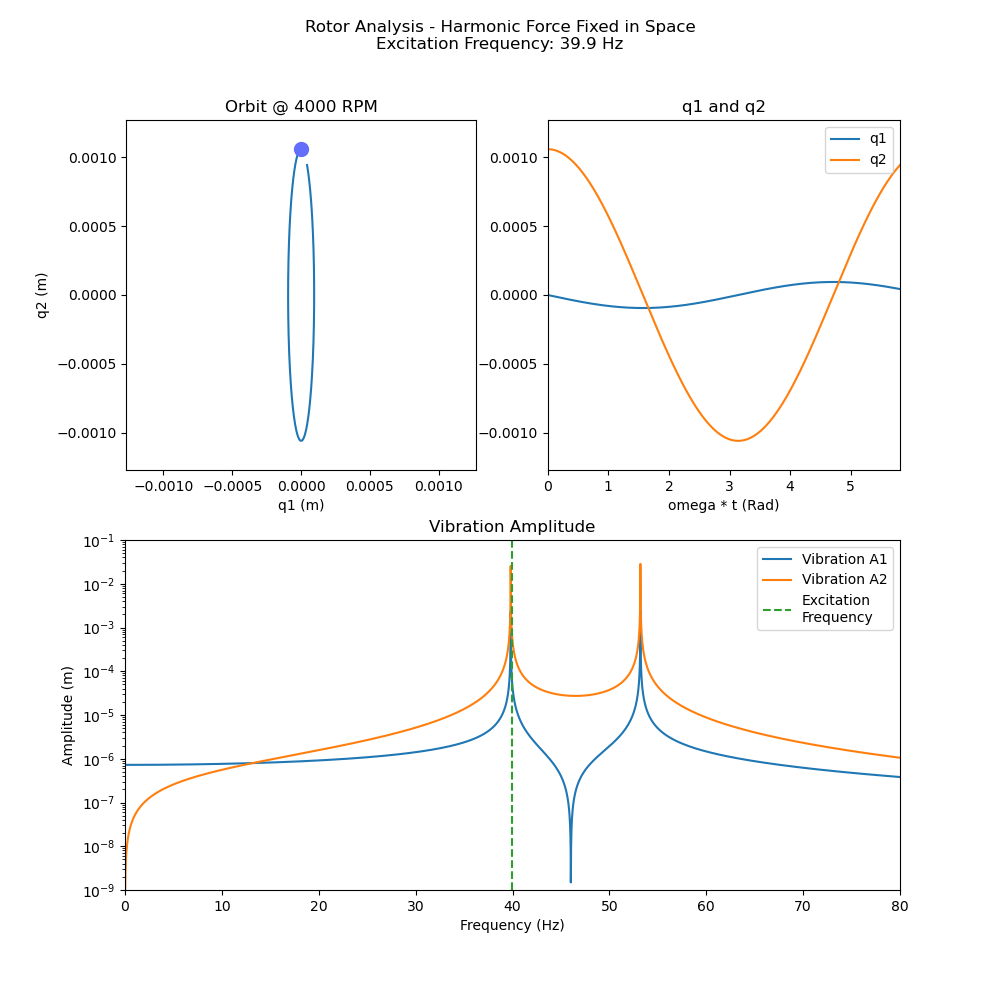 Rotor Analysis - Harmonic Force Fixed in Space
Excitation Frequency: 39.9 Hz
Orbit @ 4000 RPM
q2 (m)
0.0010
0.0005
0.0000
−0.0005
−0.0010
−0.0010 −0.0005 0.0000 0.0005 0.0010
q1 (m)
q1 and q2
q1
q2
0.0010
0.0005
0.0000
−0.0005
−0.0010
0 1 2 3 4 5
omega * t (Rad)
Vibration Amplitude
Vibration A1
Vibration A2
Excitation
Frequency
Amplitude (m)
10⁻¹
10⁻²
10⁻³
10⁻⁴
10⁻⁵
10⁻⁶
10⁻⁷
10⁻⁸
10⁻⁹
0 10 20 30 40 50 60 70 80
Frequency (Hz)